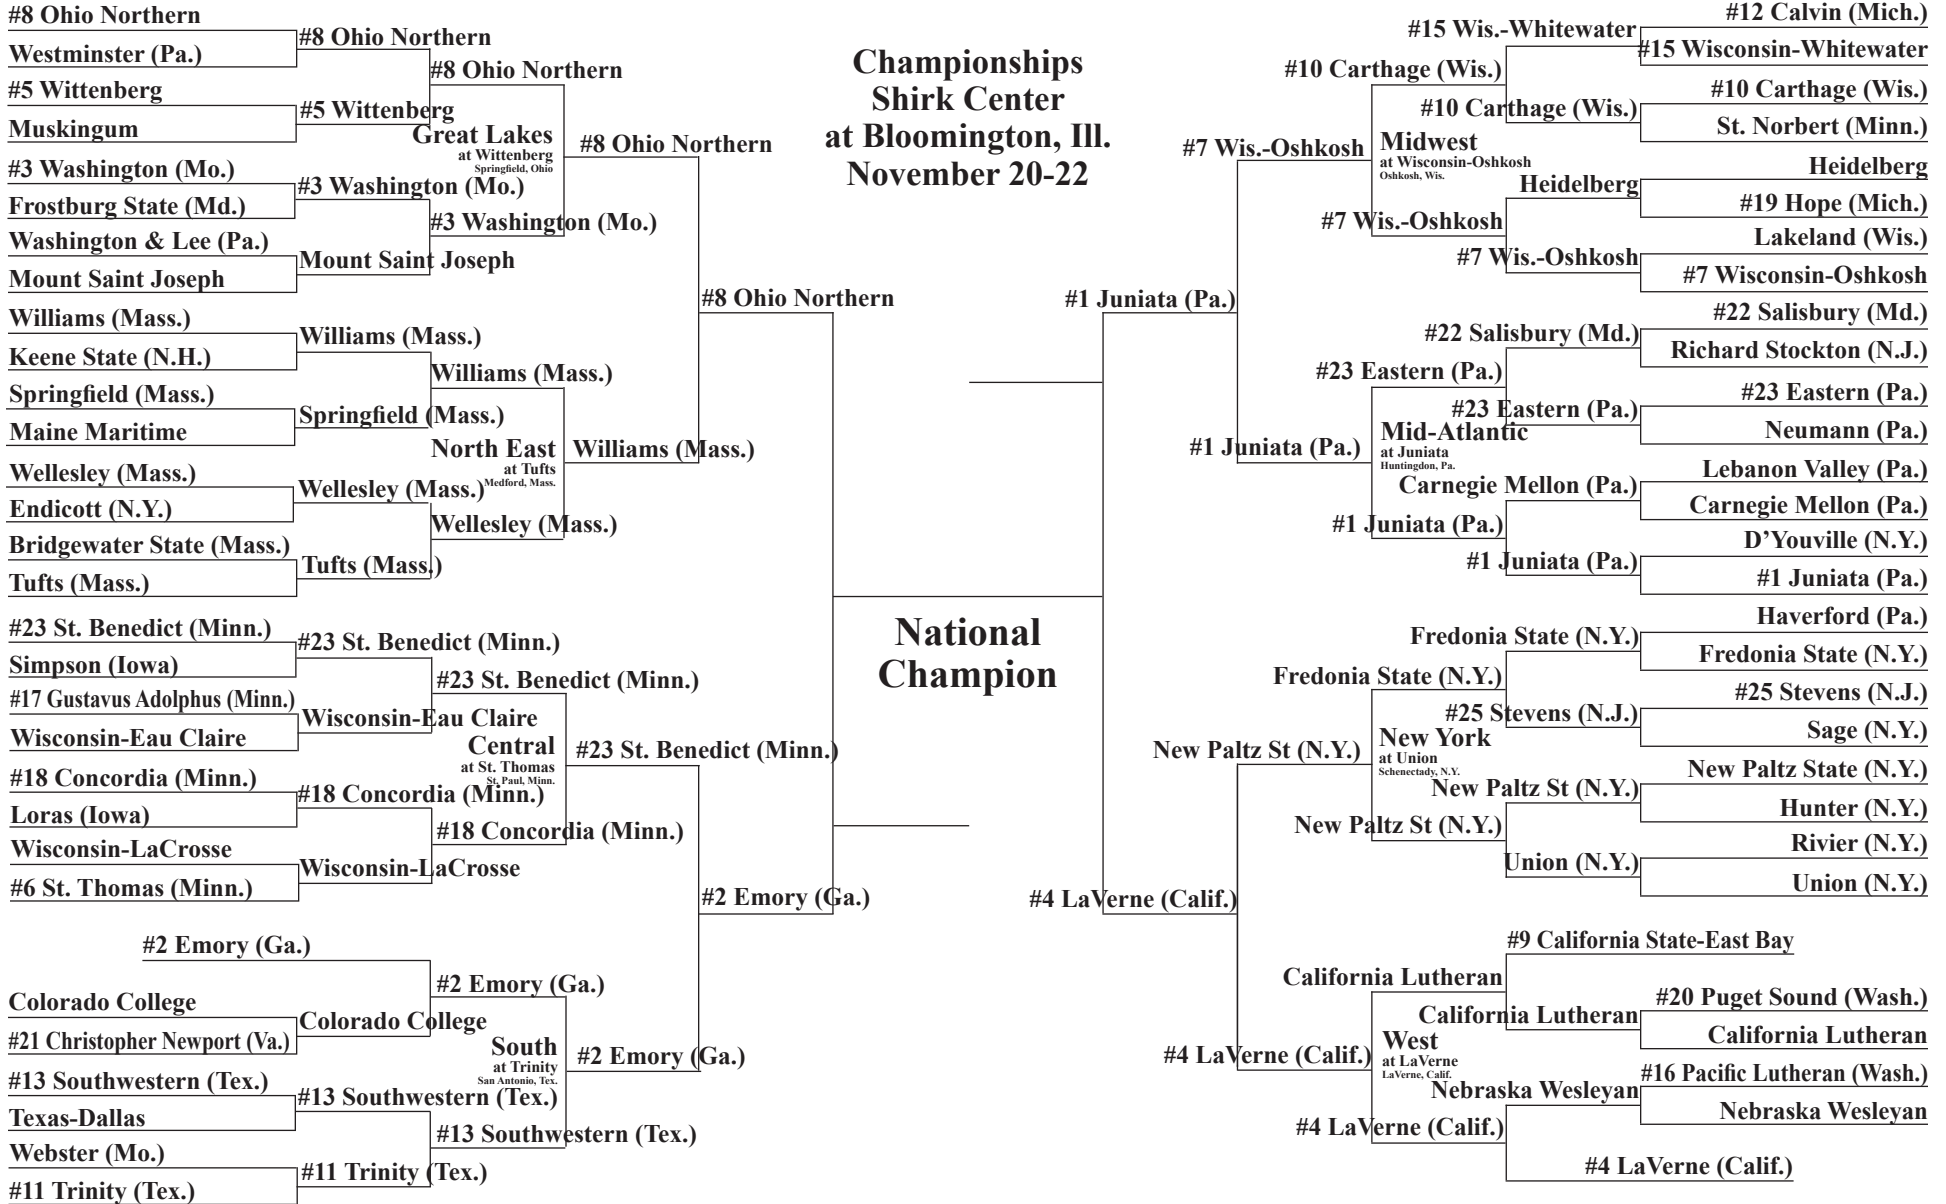 #8 Ohio Northern
Westminster (Pa.)
#5 Wittenberg
Muskingum
#3 Washington (Mo.)
Frostburg State (Md.)
Washington & Lee (Pa.)
Mount Saint Joseph
Williams (Mass.)
Keene State (N.H.)
Springfield (Mass.)
Maine Maritime
Wellesley (Mass.)
Endicott (N.Y.)
Bridgewater State (Mass.)
Tufts (Mass.)
#23 St. Benedict (Minn.)
Simpson (Iowa)
#17 Gustavus Adolphus (Minn.)
Wisconsin-Eau Claire
#18 Concordia (Minn.)
Loras (Iowa)
Wisconsin-LaCrosse
#6 St. Thomas (Minn.)
#2 Emory (Ga.)
Colorado College
#21 Christopher Newport (Va.)
#13 Southwestern (Tex.)
Texas-Dallas
Webster (Mo.)
#11 Trinity (Tex.)
#8 Ohio Northern
#5 Wittenberg
#3 Washington (Mo.)
Mount Saint Joseph
Williams (Mass.)
Springfield (Mass.)
Wellesley (Mass.)
Tufts (Mass.)
#23 St. Benedict (Minn.)
Wisconsin-Eau Claire
#18 Concordia (Minn.)
Wisconsin-LaCrosse
Colorado College
#13 Southwestern (Tex.)
#11 Trinity (Tex.)
#8 Ohio Northern
Great Lakes
at Wittenberg
Springfield, Ohio
#3 Washington (Mo.)
Williams (Mass.)
North East
at Tufts
Medford, Mass.
Wellesley (Mass.)
#23 St. Benedict (Minn.)
Central
at St. Thomas
St. Paul, Minn.
#18 Concordia (Minn.)
#2 Emory (Ga.)
South
at Trinity
San Antonio, Tex.
#13 Southwestern (Tex.)
#8 Ohio Northern
Williams (Mass.)
#23 St. Benedict (Minn.)
#2 Emory (Ga.)
#8 Ohio Northern
#2 Emory (Ga.)
Championships
Shirk Center
at Bloomington, Ill.
November 20-22
National
Champion
#1 Juniata (Pa.)
#4 LaVerne (Calif.)
#7 Wis.-Oshkosh
#1 Juniata (Pa.)
New Paltz St (N.Y.)
#4 LaVerne (Calif.)
#10 Carthage (Wis.)
Midwest
at Wisconsin-Oshkosh
Oshkosh, Wis.
#7 Wis.-Oshkosh
#23 Eastern (Pa.)
Mid-Atlantic
at Juniata
Huntingdon, Pa.
#1 Juniata (Pa.)
Fredonia State (N.Y.)
New York
at Union
Schenectady, N.Y.
New Paltz St (N.Y.)
California Lutheran
West
at LaVerne
LaVerne, Calif.
#4 LaVerne (Calif.)
#15 Wis.-Whitewater
#10 Carthage (Wis.)
Heidelberg
#7 Wis.-Oshkosh
#22 Salisbury (Md.)
#23 Eastern (Pa.)
Carnegie Mellon (Pa.)
#1 Juniata (Pa.)
Fredonia State (N.Y.)
#25 Stevens (N.J.)
New Paltz St (N.Y.)
Union (N.Y.)
#9 California State-East Bay
California Lutheran
Nebraska Wesleyan
#4 LaVerne (Calif.)
#12 Calvin (Mich.)
#15 Wisconsin-Whitewater
#10 Carthage (Wis.)
St. Norbert (Minn.)
Heidelberg
#19 Hope (Mich.)
Lakeland (Wis.)
#7 Wisconsin-Oshkosh
#22 Salisbury (Md.)
Richard Stockton (N.J.)
#23 Eastern (Pa.)
Neumann (Pa.)
Lebanon Valley (Pa.)
Carnegie Mellon (Pa.)
D'Youville (N.Y.)
#1 Juniata (Pa.)
Haverford (Pa.)
Fredonia State (N.Y.)
#25 Stevens (N.J.)
Sage (N.Y.)
New Paltz State (N.Y.)
Hunter (N.Y.)
Rivier (N.Y.)
Union (N.Y.)
#20 Puget Sound (Wash.)
California Lutheran
#16 Pacific Lutheran (Wash.)
Nebraska Wesleyan